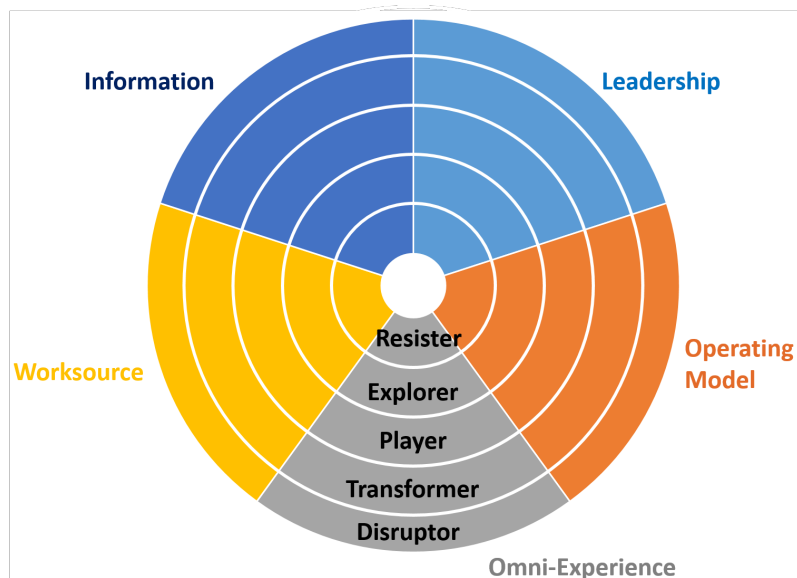 Information
Leadership
Resister
Explorer
Worksource
Operating
Model
Player
Transformer
Disruptor
Omni-Experience